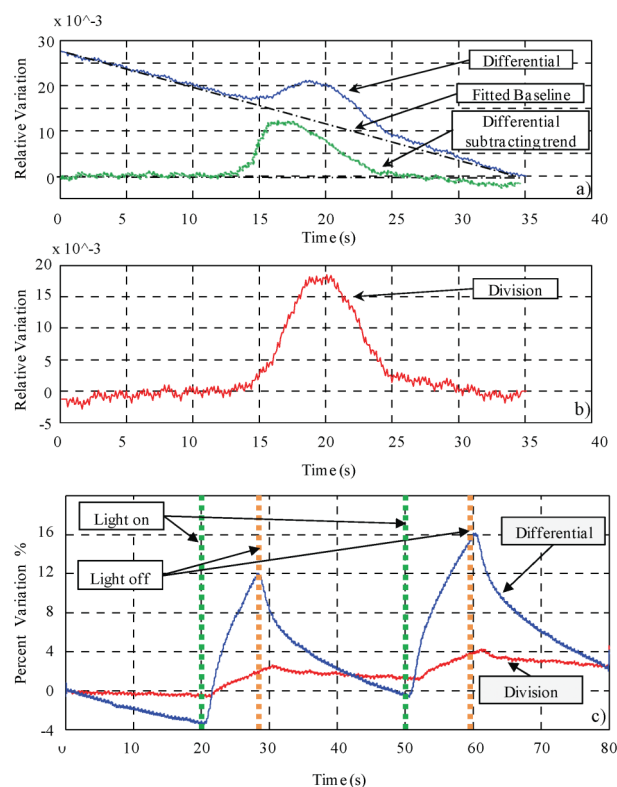 x 10^-3
30
20
10
0
Relative Variation
Differential
Fitted Baseline
Differential
subtracting trend
a)
0 5 10 15 20 25 30 35 40
Time (s)
x 10^-3
20
15
10
5
0
-5
Relative Variation
Division
b)
0 5 10 15 20 25 30 35 40
Time (s)
16
12
8
4
0
-4
Percent Variation %
Light on
Light off
Differential
Division
c)
0 10 20 30 40 50 60 70 80
Time (s)